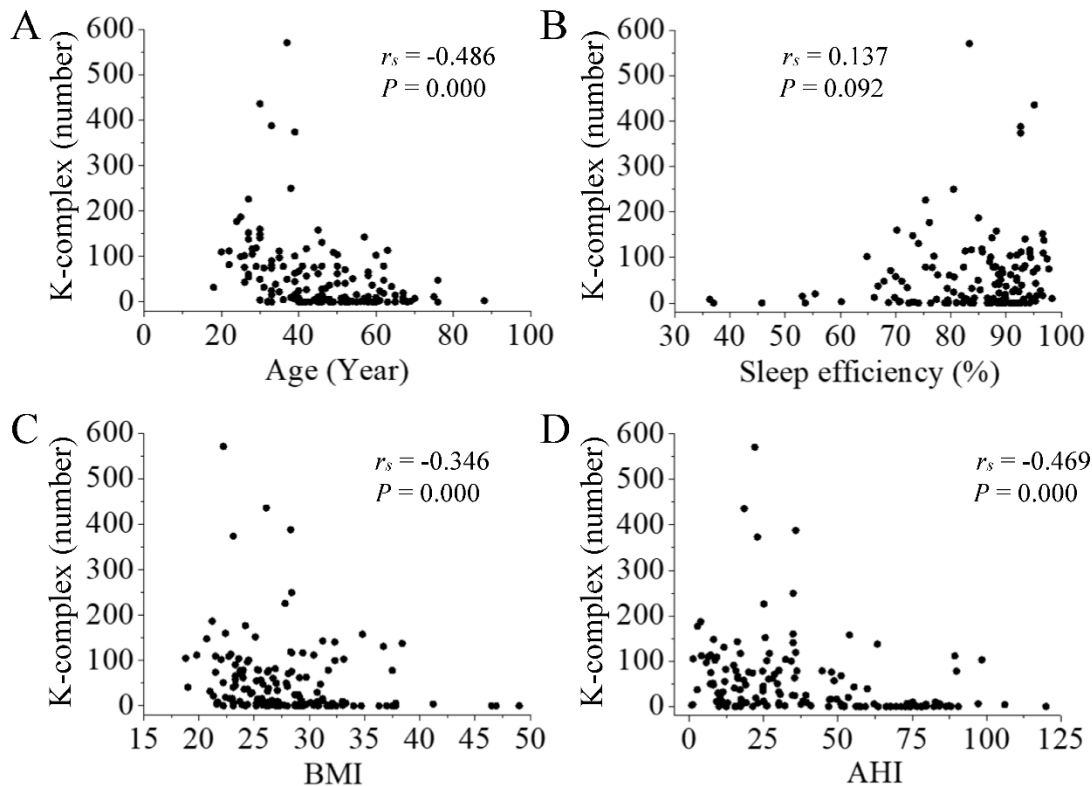 A
K-complex (number)
600
500
400
300
200
100
0
rₛ = -0.486
P = 0.000
0
20
40
60
80
100
Age (Year)
B
K-complex (number)
600
500
400
300
200
100
0
rₛ = 0.137
P = 0.092
30
40
50
60
70
80
90
100
Sleep efficiency (%)
C
K-complex (number)
600
500
400
300
200
100
0
rₛ = -0.346
P = 0.000
15
20
25
30
35
40
45
50
BMI
D
K-complex (number)
600
500
400
300
200
100
0
rₛ = -0.469
P = 0.000
0
25
50
75
100
125
AHI